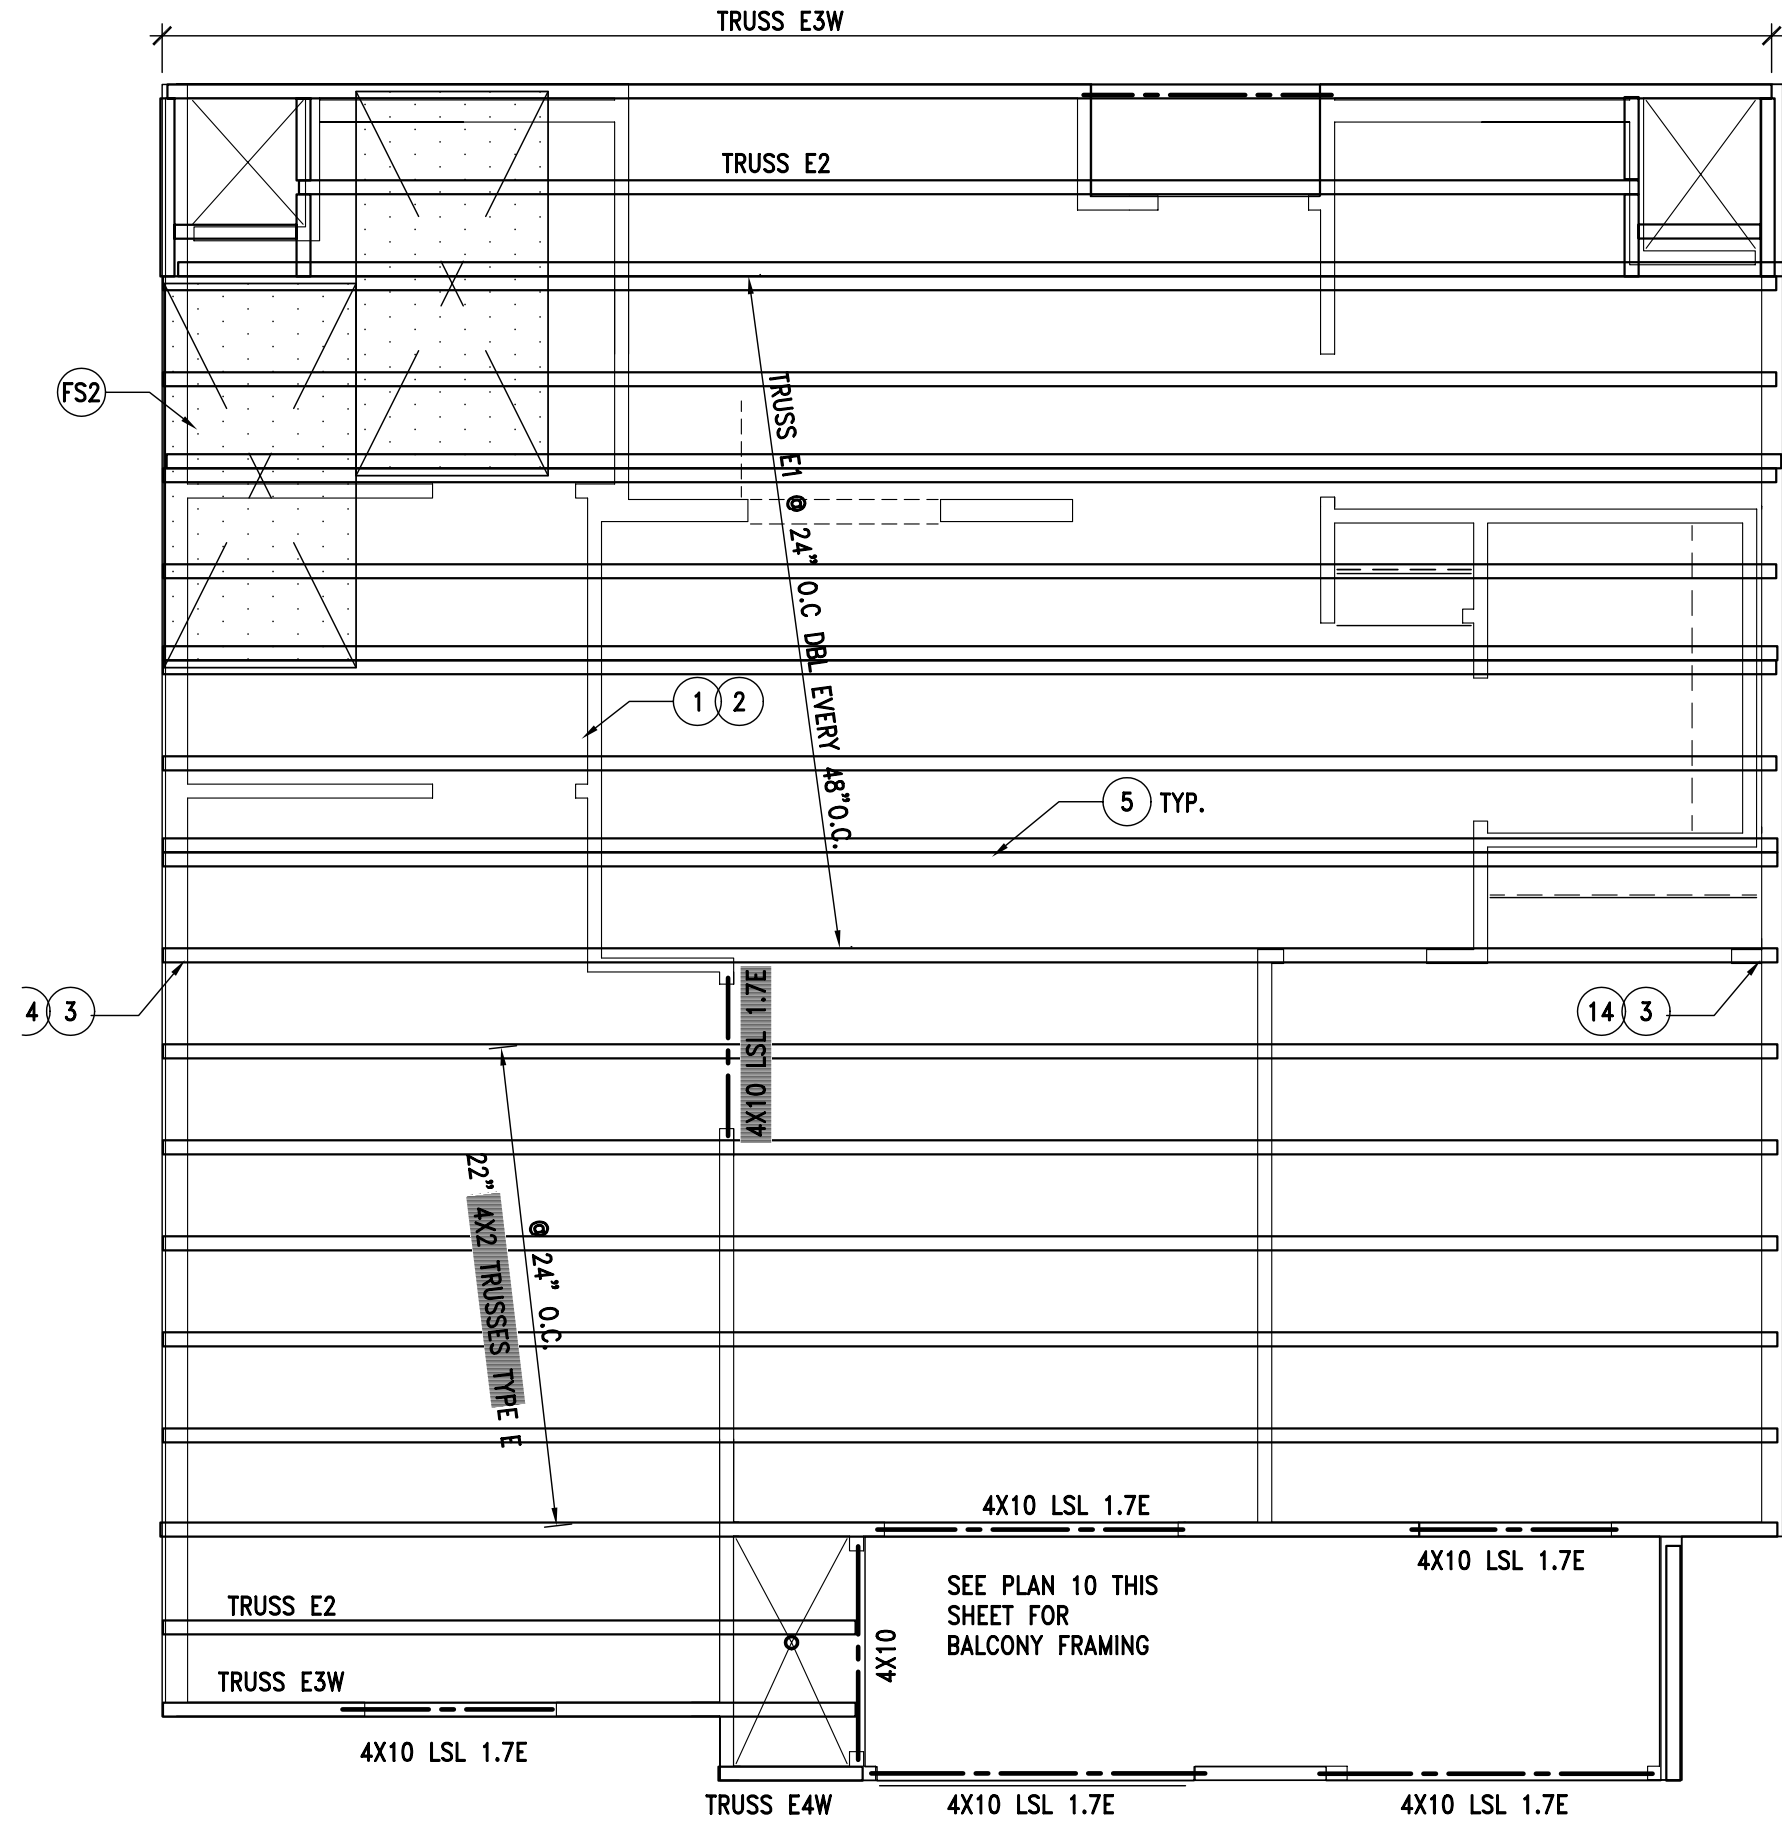 TRUSS E3W
TRUSS E2
FS2
TRUSS E1 @ 24" O.C DBL EVERY 48"O.C.
1 2
5 TYP.
4 3
4X10 LSL 1.7E
14 3
22" 4X2 TRUSSES TYPE E
@ 24" O.C.
4X10 LSL 1.7E
4X10 LSL 1.7E
SEE PLAN 10 THIS
SHEET FOR
BALCONY FRAMING
TRUSS E2
4X10
TRUSS E3W
4X10 LSL 1.7E
TRUSS E4W
4X10 LSL 1.7E
4X10 LSL 1.7E